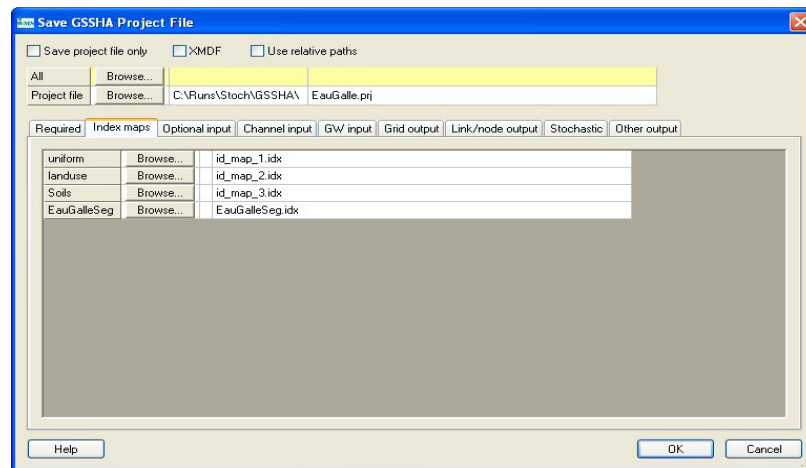 Save GSSHA Project File
Save project file only XMDF Use relative paths
All Browse...
Project file Browse... C:\Runs\Stoch\GSSHA\ EauGalle.prj
Required Index maps Optional input Channel input GW input Grid output Link/node output Stochastic Other output
uniform Browse... id_map_1.idx
landuse Browse... id_map_2.idx
Soils Browse... id_map_3.idx
EauGalleSeg Browse... EauGalleSeg.idx
Help OK Cancel